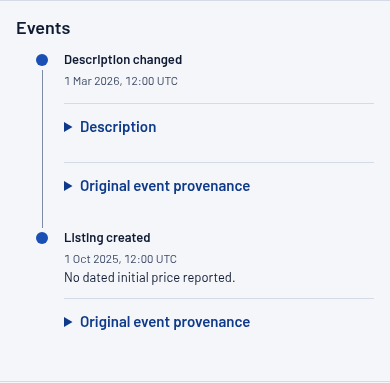 Events
Description changed
1 Mar 2026, 12:00 UTC
Description
Original event provenance
Listing created
1 Oct 2025, 12:00 UTC
No dated initial price reported.
Original event provenance